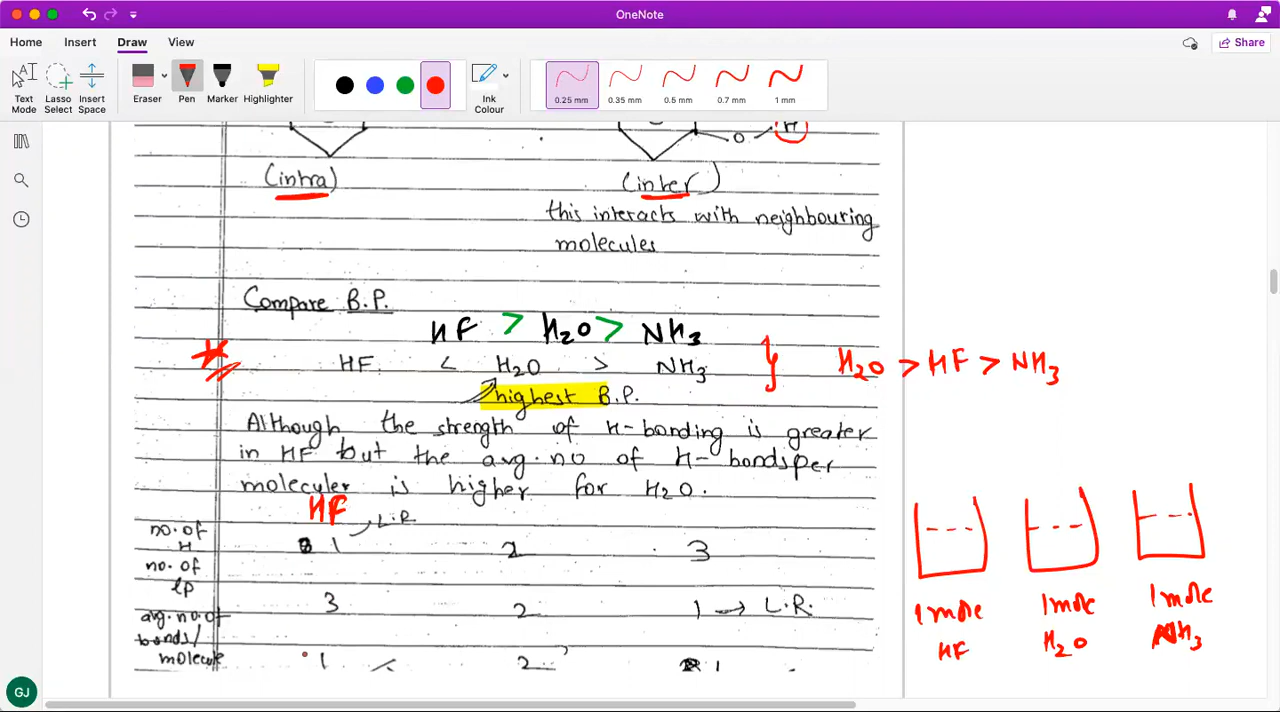 OneNote
Home Insert Draw View
Share
Text Mode
Lasso Select
Insert Space
Eraser
Pen
Marker
Highlighter
Ink Colour
0.25 mm
0.35 mm
0.5 mm
0.7 mm
1 mm
O H
(intra) (inter)
this interacts with neighbouring
molecules
Compare B.P.
HF > H2O > NH3
HF < H2O > NH3
H2O > HF > NH3
highest B.P.
Although the strength of H-bonding is greater
in HF but the avg. no of H-bondsper
moleculer is higher for H2O.
HF
L.R
no. of H 1 2 3
no. of lp 3 2 1 → L.R.
avg. no. of bonds/ molecule 1 < 2 1
1 mole HF
1 mole H2O
1 mole NH3
GJ